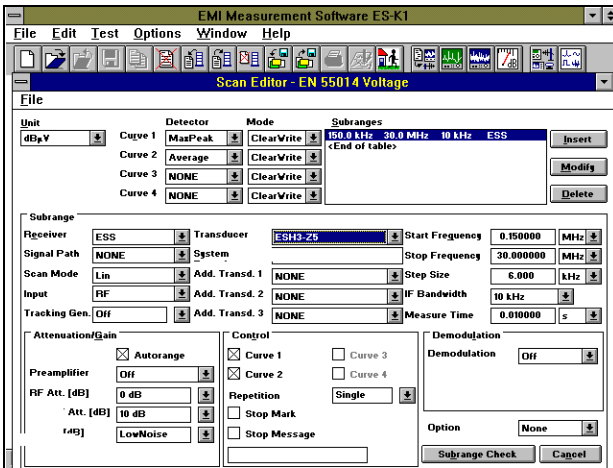 EMI Measurement Software ES-K1
File Edit Test Options Window Help
Scan Editor - EN 55014 Voltage
File
Unit Detector Mode Subranges
dBµV Curve 1 MaxPeak ClearWrite 150.0 kHz 30.0 MHz 10 kHz ESS Insert
<End of table>
Curve 2 Average ClearWrite Modify
Curve 3 NONE ClearWrite
Curve 4 NONE ClearWrite Delete
Subrange
Receiver ESS Transducer ESH3-Z5 Start Frequency 0.150000 MHz
Signal Path NONE System Stop Frequency 30.000000 MHz
Scan Mode Lin Add. Transd. 1 NONE Step Size 6.000 kHz
Input RF Add. Transd. 2 NONE IF Bandwidth 10 kHz
Tracking Gen. Off Add. Transd. 3 NONE Measure Time 0.010000 s
Attenuation/Gain Control Demodulation
Autorange Curve 1 Curve 3 Demodulation Off
Preamplifier Off Curve 2 Curve 4
RF Att. [dB] 0 dB Repetition Single
Att. [dB] 10 dB Stop Mark Option None
[dB] LowNoise Stop Message
Subrange Check Cancel